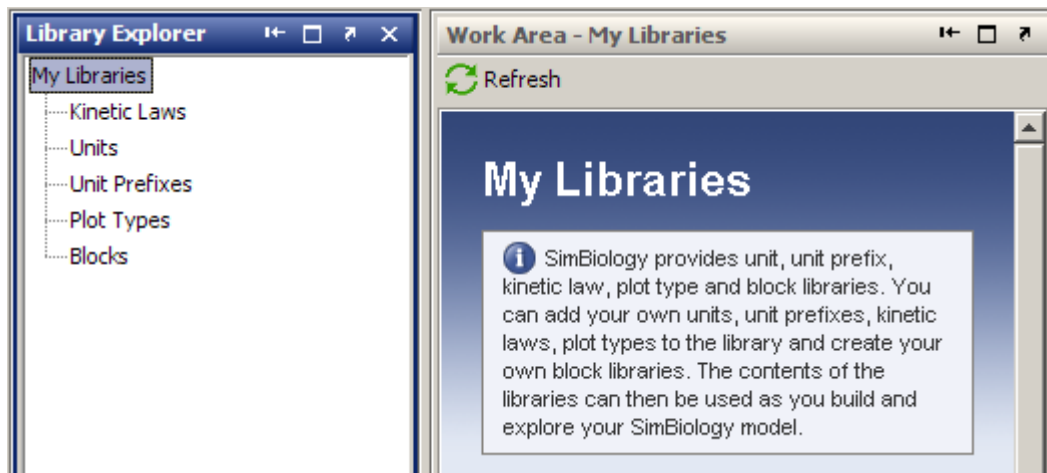 Library Explorer
My Libraries
Kinetic Laws
Units
Unit Prefixes
Plot Types
Blocks
Work Area - My Libraries
Refresh
My Libraries
SimBiology provides unit, unit prefix,
kinetic law, plot type and block libraries. You
can add your own units, unit prefixes, kinetic
laws, plot types to the library and create your
own block libraries. The contents of the
libraries can then be used as you build and
explore your SimBiology model.